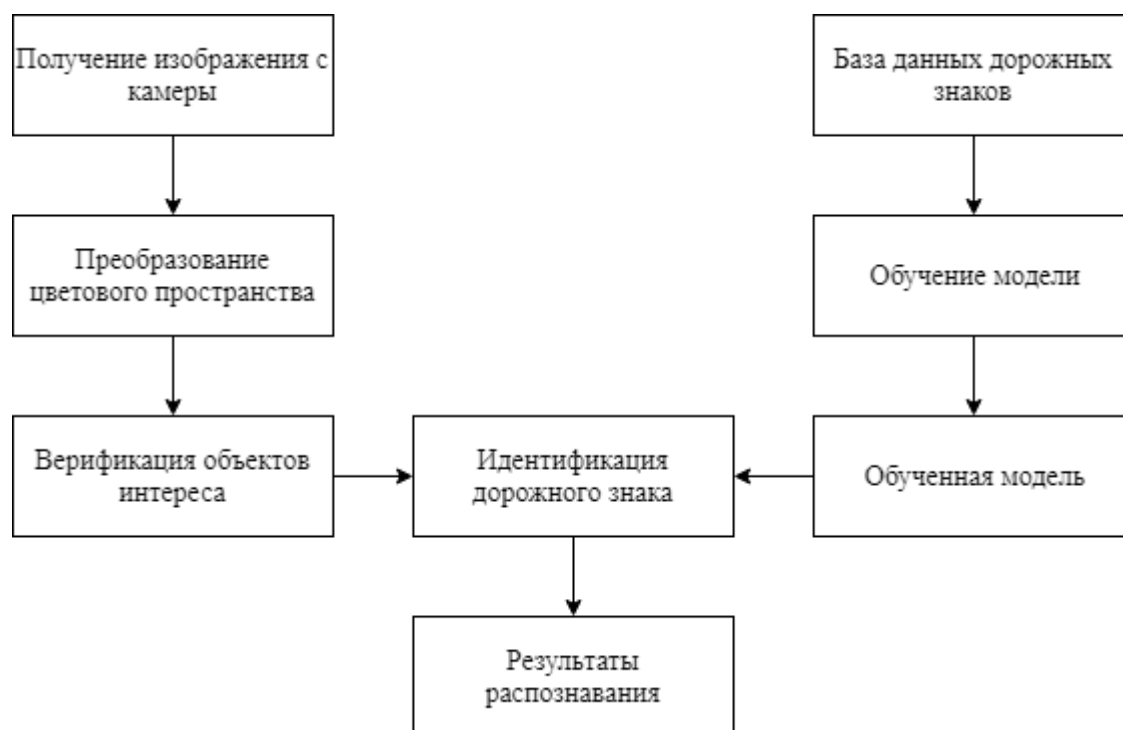 Получение изображения с
камеры
База данных дорожных
знаков
Преобразование
цветового пространства
Обучение модели
Верификация объектов
интереса
Идентификация
дорожного знака
Обученная модель
Результаты
распознавания